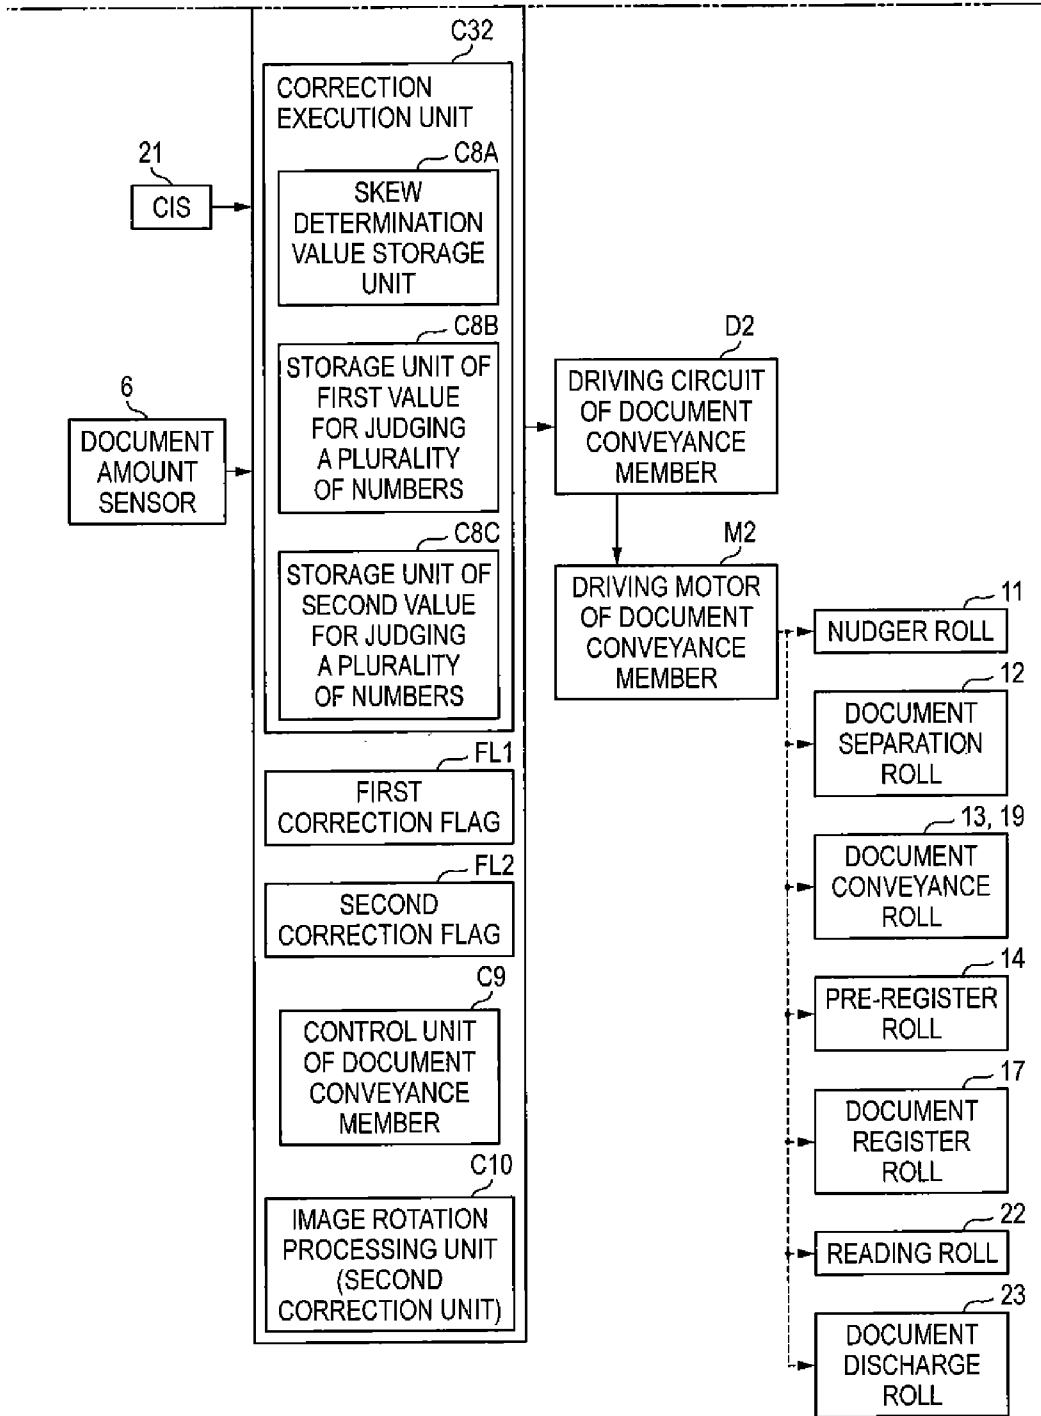 C32
CORRECTION
EXECUTION UNIT
C8A
SKEW
DETERMINATION
VALUE STORAGE
UNIT
C8B
STORAGE UNIT OF
FIRST VALUE
FOR JUDGING
A PLURALITY
OF NUMBERS
C8C
STORAGE UNIT OF
SECOND VALUE
FOR JUDGING
A PLURALITY
OF NUMBERS
FL1
FIRST
CORRECTION FLAG
FL2
SECOND
CORRECTION FLAG
C9
CONTROL UNIT
OF DOCUMENT
CONVEYANCE
MEMBER
C10
IMAGE ROTATION
PROCESSING UNIT
(SECOND
CORRECTION UNIT)
21
CIS
6
DOCUMENT
AMOUNT
SENSOR
D2
DRIVING CIRCUIT
OF DOCUMENT
CONVEYANCE
MEMBER
M2
DRIVING MOTOR
OF DOCUMENT
CONVEYANCE
MEMBER
11
NUDGER ROLL
12
DOCUMENT
SEPARATION
ROLL
13, 19
DOCUMENT
CONVEYANCE
ROLL
14
PRE-REGISTER
ROLL
17
DOCUMENT
REGISTER
ROLL
22
READING ROLL
23
DOCUMENT
DISCHARGE
ROLL